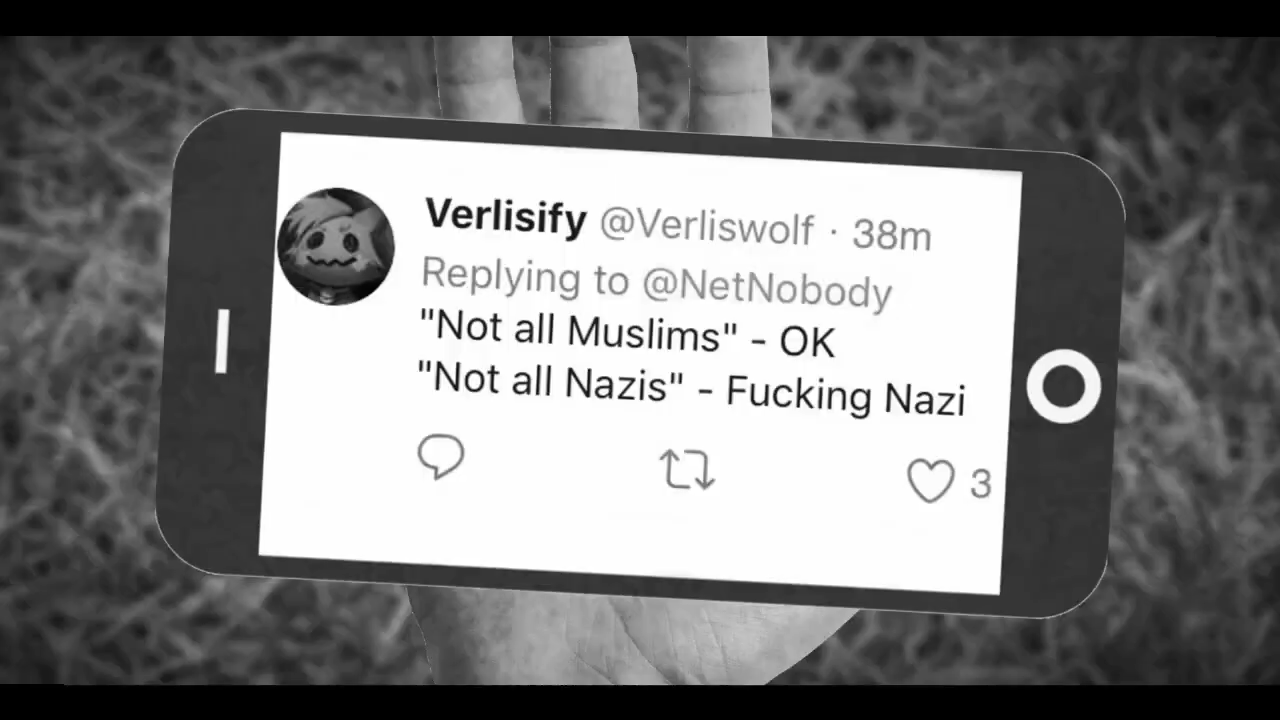 Verlisify @Verliswolf · 38m
Replying to @NetNobody
"Not all Muslims" - OK
"Not all Nazis" - Fucking Nazi
3